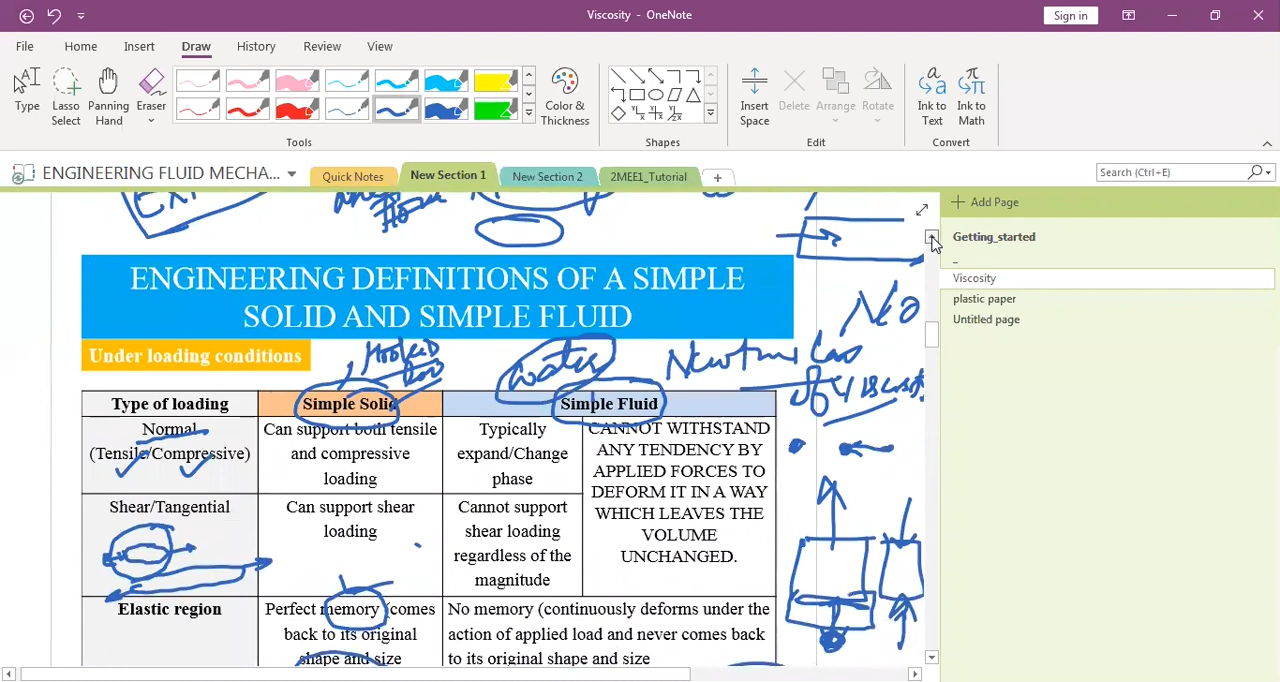 Viscosity - OneNote
Sign in
File Home Insert Draw History Review View
Type
Lasso Select
Panning Hand
Eraser
Color & Thickness
Insert Space
Delete
Arrange
Rotate
Ink to Text
Ink to Math
Tools
Shapes
Edit
Convert
ENGINEERING FLUID MECHA...
Quick Notes
New Section 1
New Section 2
2MEE1_Tutorial
Search (Ctrl+E)
Add Page
Getting_started
_
Viscosity
plastic paper
Untitled page
ENGINEERING DEFINITIONS OF A SIMPLE
SOLID AND SIMPLE FLUID
Under loading conditions
water
of
Type of loading
Simple Solid
Simple Fluid
Normal
(Tensile/Compressive)
Can support both tensile
and compressive
loading
Typically
expand/Change
phase
CANNOT WITHSTAND
ANY TENDENCY BY
APPLIED FORCES TO
DEFORM IT IN A WAY
WHICH LEAVES THE
VOLUME
UNCHANGED.
Shear/Tangential
Can support shear
loading
Cannot support
shear loading
regardless of the
magnitude
Elastic region
Perfect memory (comes
back to its original
shape and size
No memory (continuously deforms under the
action of applied load and never comes back
to its original shape and size